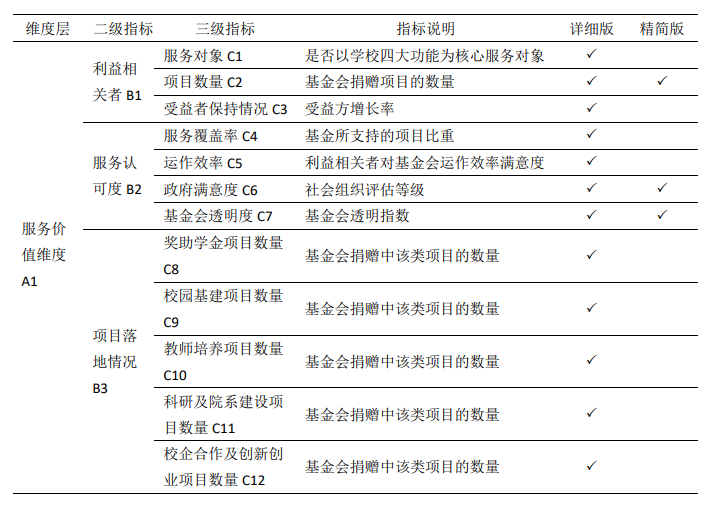 维度层 二级指标 三级指标 指标说明 详细版 精简版
服务价
值维度
A1
利益相
关者 B1
服务对象 C1 是否以学校四大功能为核心服务对象 ✓
项目数量 C2 基金会捐赠项目的数量 ✓ ✓
受益者保持情况 C3 受益方增长率 ✓
服务认
可度 B2
服务覆盖率 C4 基金所支持的项目比重 ✓
运作效率 C5 利益相关者对基金会运作效率满意度 ✓
政府满意度 C6 社会组织评估等级 ✓ ✓
基金会透明度 C7 基金会透明指数 ✓ ✓
项目落
地情况
B3
奖助学金项目数量
C8
基金会捐赠中该类项目的数量 ✓
校园基建项目数量
C9
基金会捐赠中该类项目的数量 ✓
教师培养项目数量
C10
基金会捐赠中该类项目的数量 ✓
科研及院系建设项
目数量 C11
基金会捐赠中该类项目的数量 ✓
校企合作及创新创
业项目数量 C12
基金会捐赠中该类项目的数量 ✓